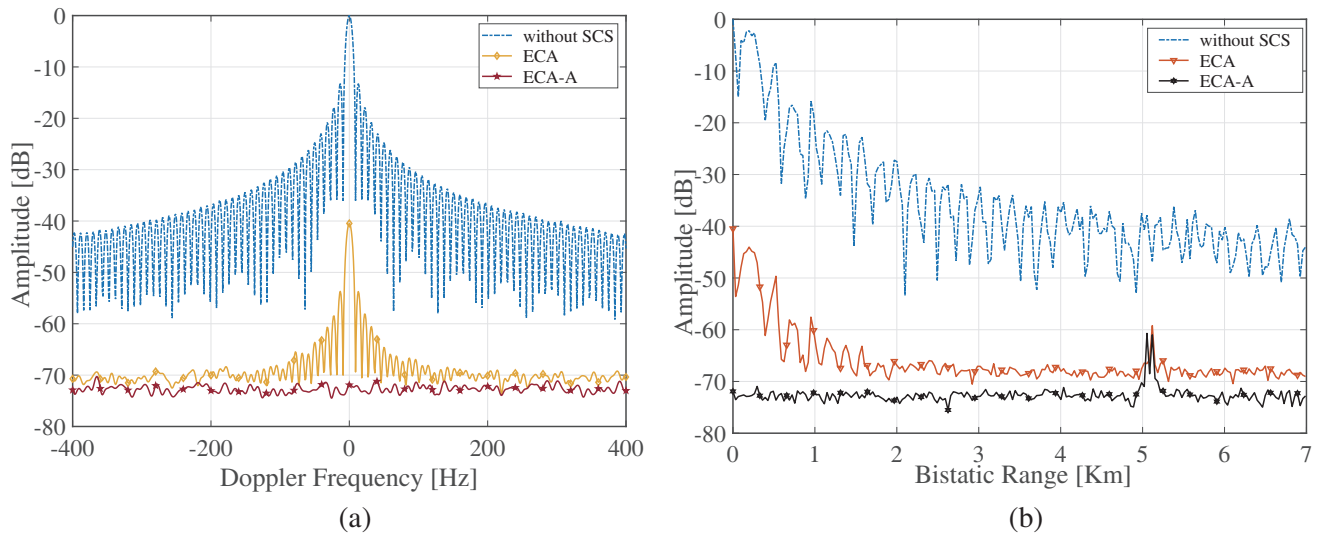 0
-10
-20
-30
-40
-50
-60
-70
-80
-400
-200
0
200
400
Amplitude [dB]
Doppler Frequency [Hz]
without SCS
ECA
ECA-A
(a)
0
-10
-20
-30
-40
-50
-60
-70
-80
0
1
2
3
4
5
6
7
Amplitude [dB]
Bistatic Range [Km]
without SCS
ECA
ECA-A
(b)